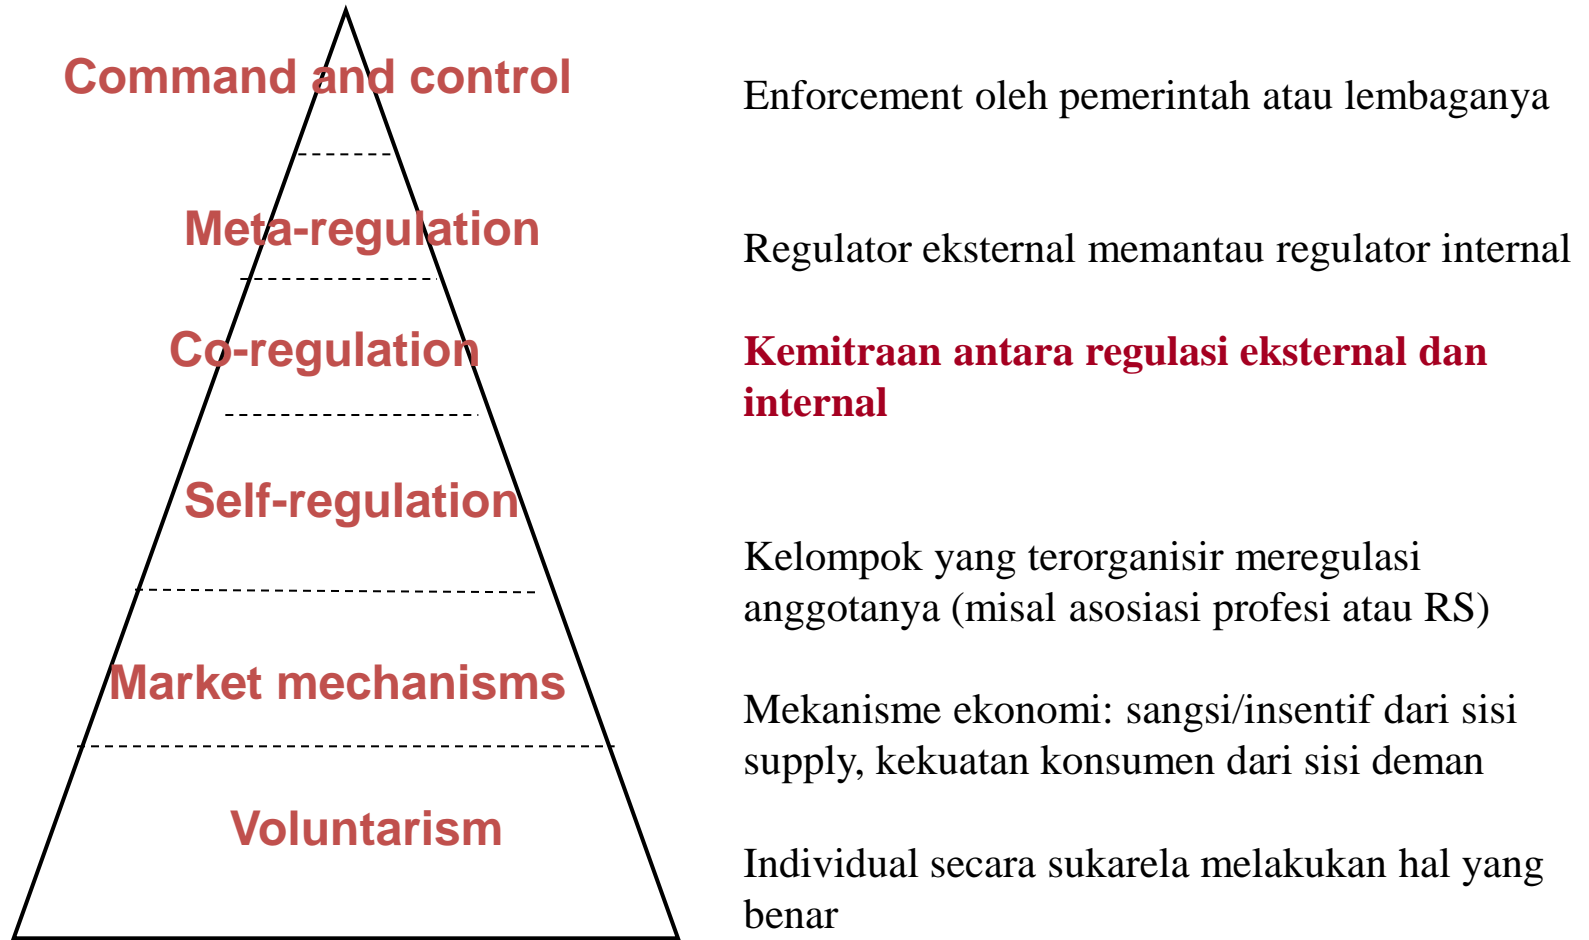 Command and control
Enforcement oleh pemerintah atau lembaganya
Meta-regulation
Regulator eksternal memantau regulator internal
Co-regulation
Kemitraan antara regulasi eksternal dan
internal
Self-regulation
Kelompok yang terorganisir meregulasi
anggotanya (misal asosiasi profesi atau RS)
Market mechanisms
Mekanisme ekonomi: sangsi/insentif dari sisi
supply, kekuatan konsumen dari sisi deman
Voluntarism
Individual secara sukarela melakukan hal yang
benar